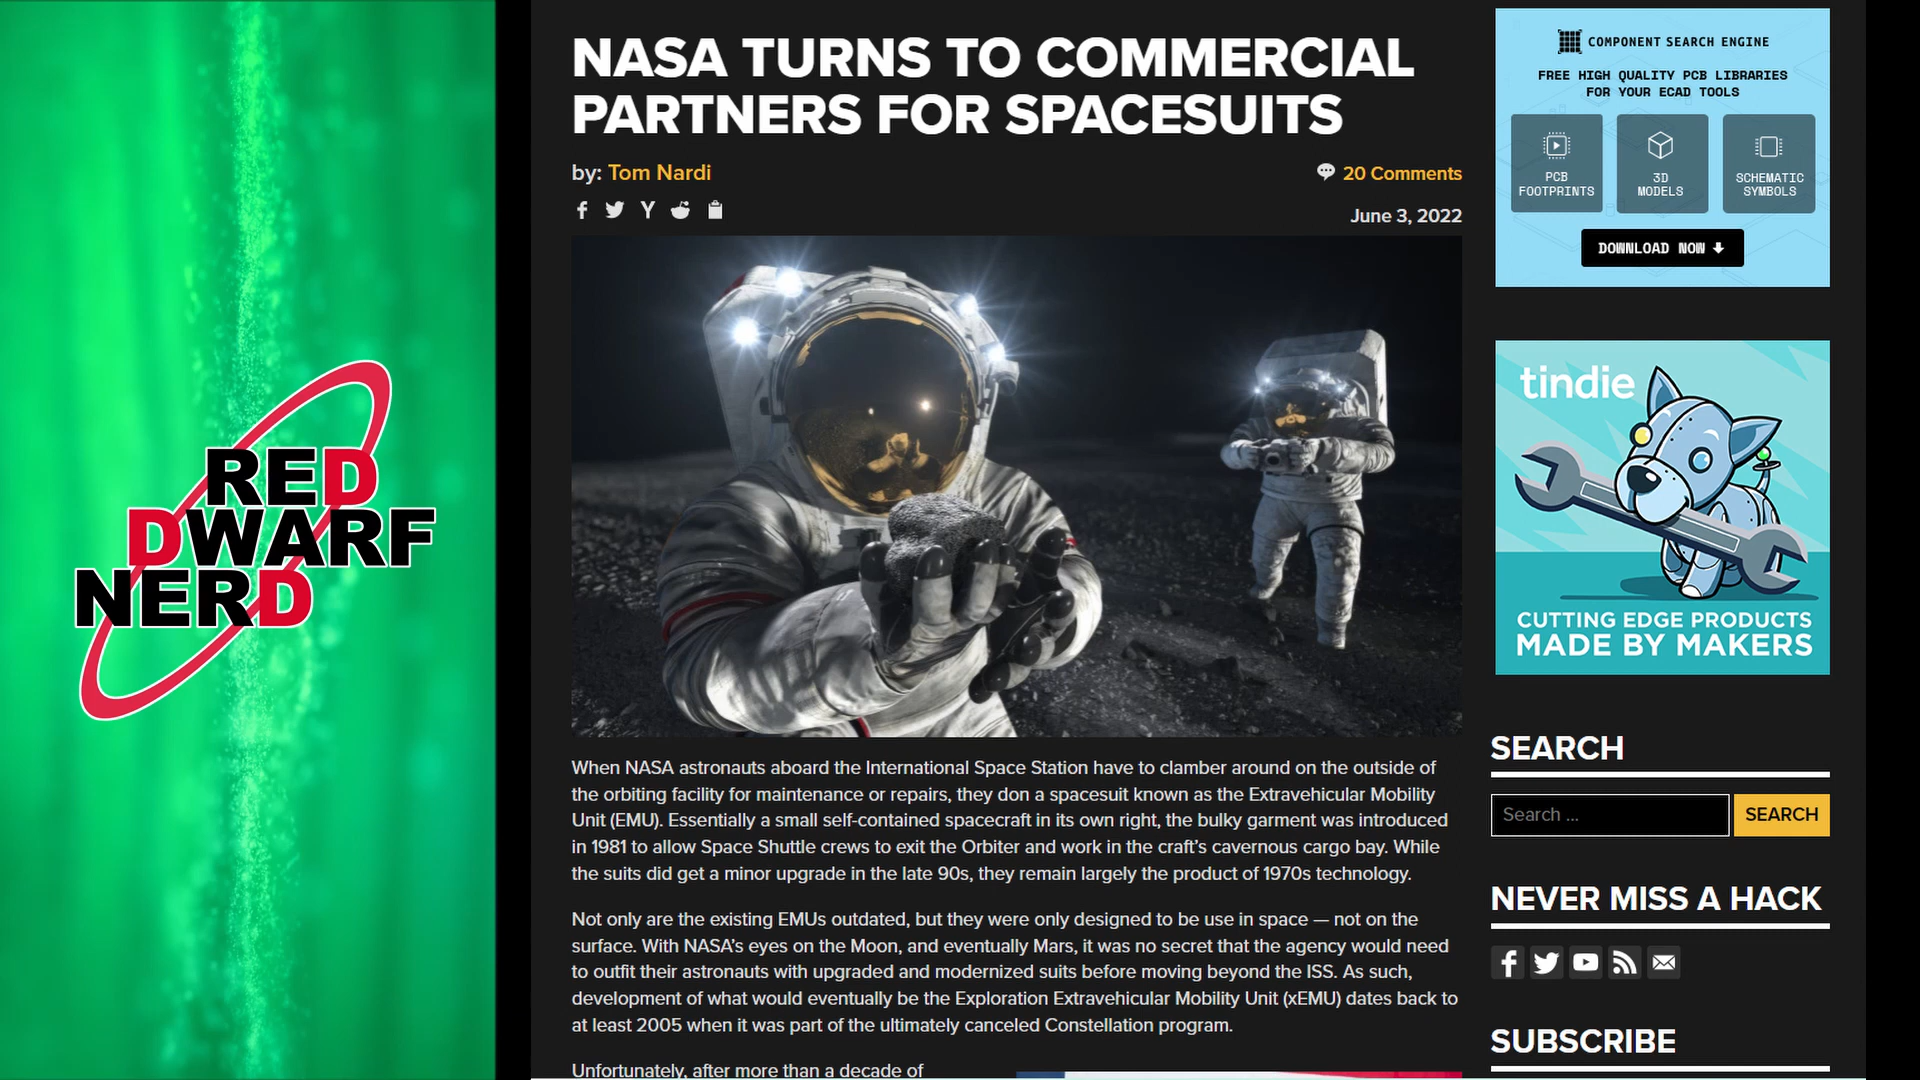 RED
DWARF
NERD
NASA TURNS TO COMMERCIAL
PARTNERS FOR SPACESUITS
by: Tom Nardi
20 Comments
June 3, 2022
When NASA astronauts aboard the International Space Station have to clamber around on the outside of
the orbiting facility for maintenance or repairs, they don a spacesuit known as the Extravehicular Mobility
Unit (EMU). Essentially a small self-contained spacecraft in its own right, the bulky garment was introduced
in 1981 to allow Space Shuttle crews to exit the Orbiter and work in the craft's cavernous cargo bay. While
the suits did get a minor upgrade in the late 90s, they remain largely the product of 1970s technology.
Not only are the existing EMUs outdated, but they were only designed to be use in space — not on the
surface. With NASA's eyes on the Moon, and eventually Mars, it was no secret that the agency would need
to outfit their astronauts with upgraded and modernized suits before moving beyond the ISS. As such,
development of what would eventually be the Exploration Extravehicular Mobility Unit (xEMU) dates back to
at least 2005 when it was part of the ultimately canceled Constellation program.
Unfortunately, after more than a decade of
COMPONENT SEARCH ENGINE
FREE HIGH QUALITY PCB LIBRARIES
FOR YOUR ECAD TOOLS
PCB
FOOTPRINTS
3D
MODELS
SCHEMATIC
SYMBOLS
DOWNLOAD NOW
tindie
CUTTING EDGE PRODUCTS
MADE BY MAKERS
SEARCH
Search ...
SEARCH
NEVER MISS A HACK
SUBSCRIBE